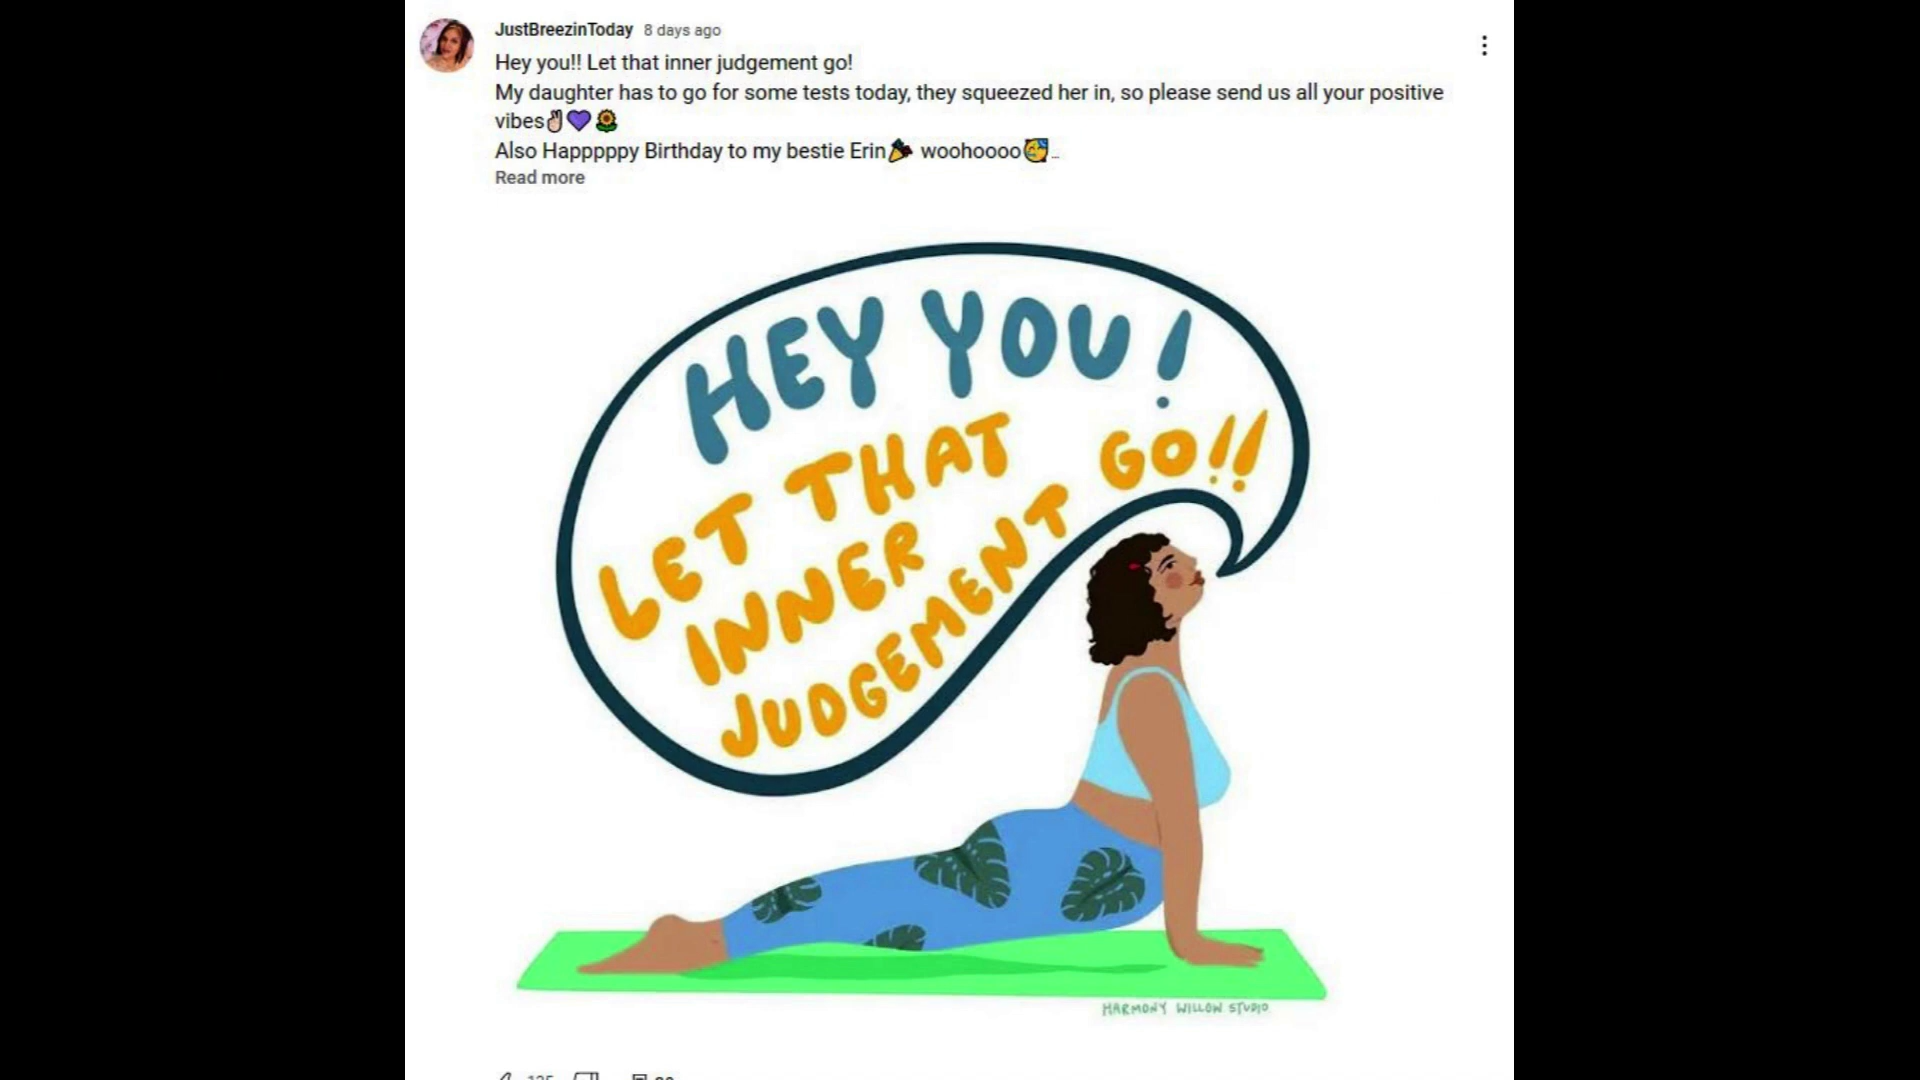 JustBreezinToday 8 days ago
Hey you!! Let that inner judgement go!
My daughter has to go for some tests today, they squeezed her in, so please send us all your positive
vibes✌🏻💜🌻
Also Happpppy Birthday to my bestie Erin🎉 woohoooo🥳...
Read more
HEY YOU!
LET THAT
INNER
JUDGEMENT GO!!
HARMONY WILLOW STUDIO